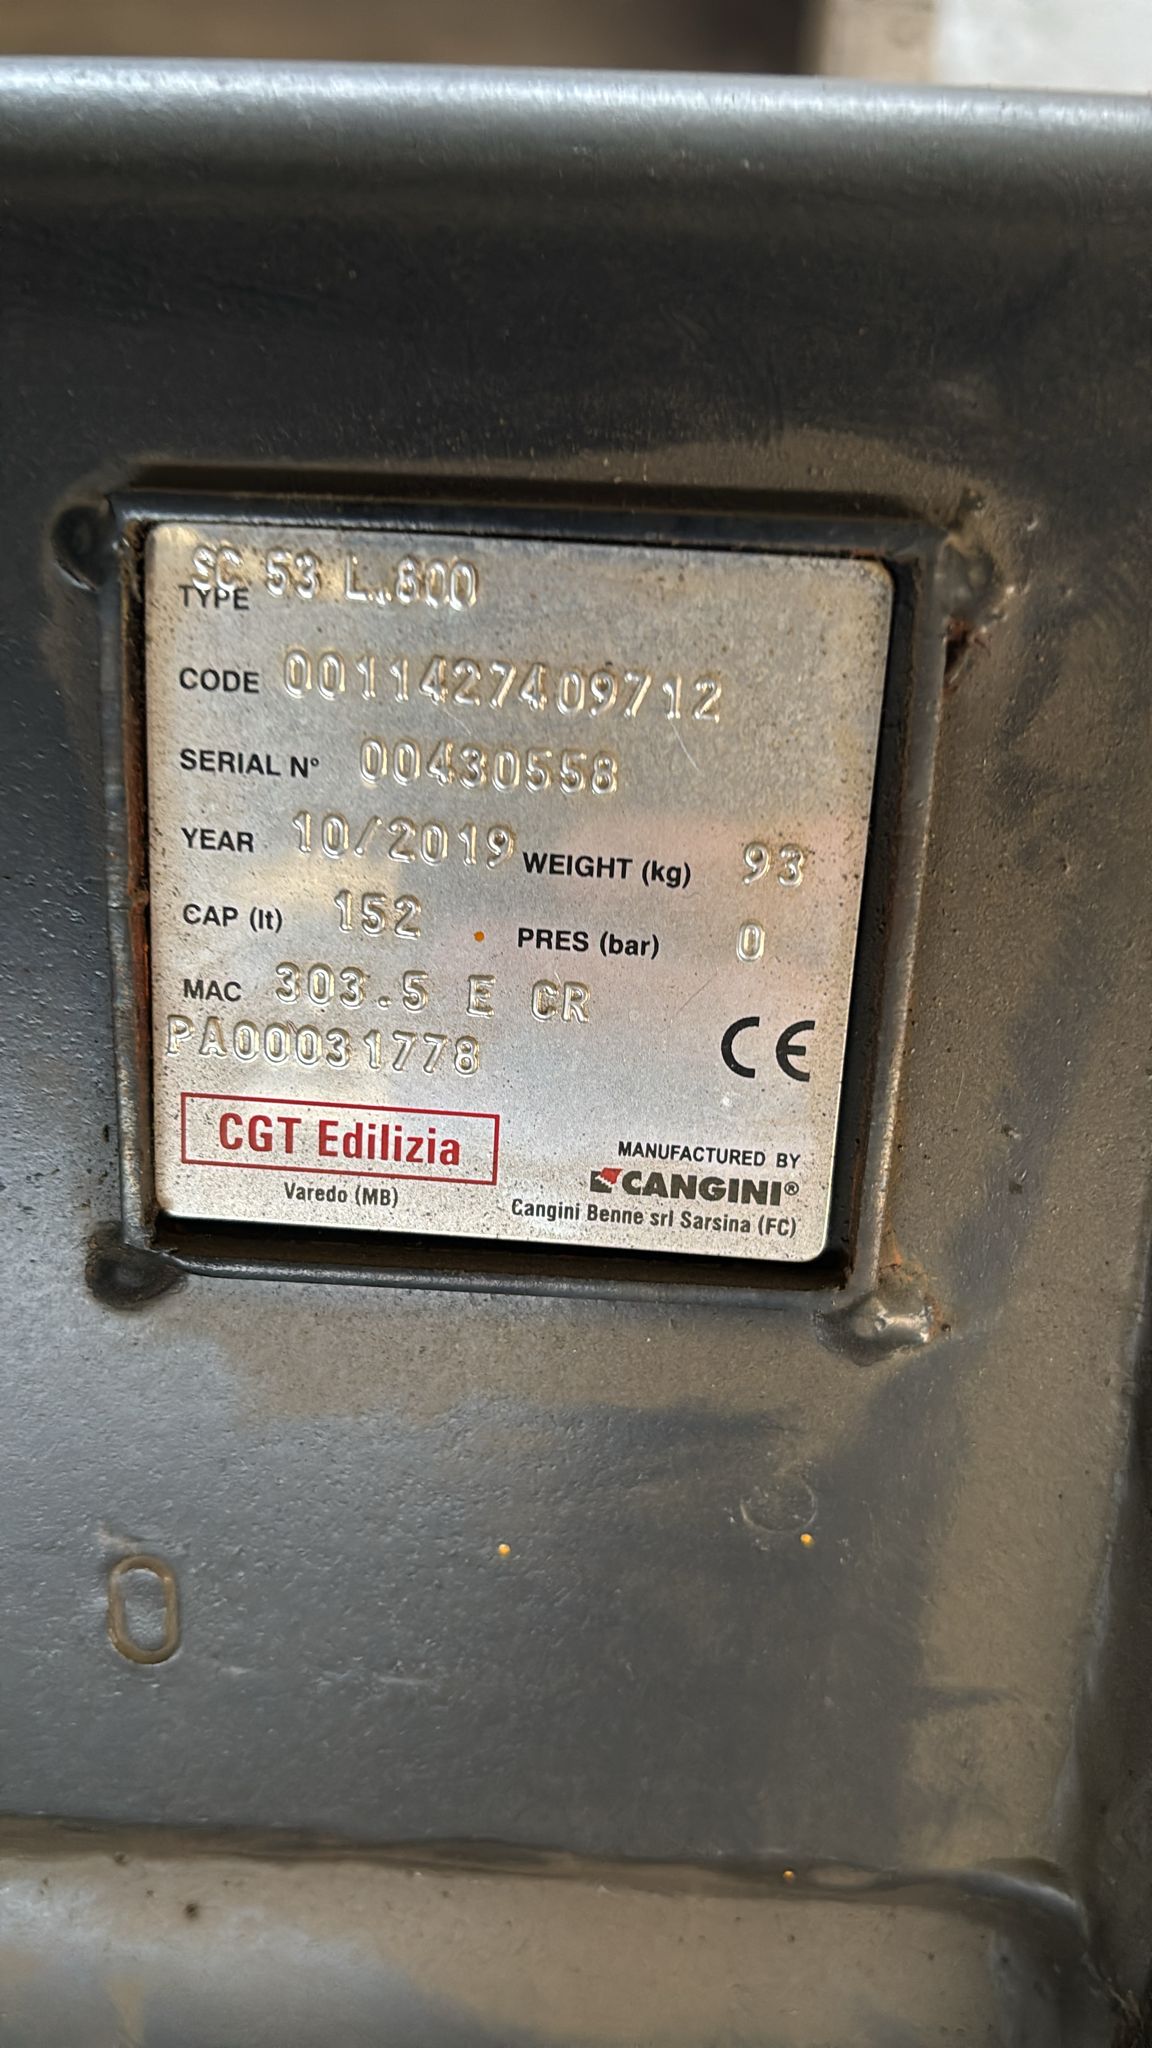 SC 53 L.600
TYPE
CODE 0011427409712
SERIAL N° 00430558
YEAR 10/2019 WEIGHT (kg) 93
CAP (lt) 152 PRES (bar) 0
MAC 303.5 E CR
PA00031778
CE
CGT Edilizia
Varedo (MB)
MANUFACTURED BY
CANGINI®
Cangini Benne srl Sarsina (FC)